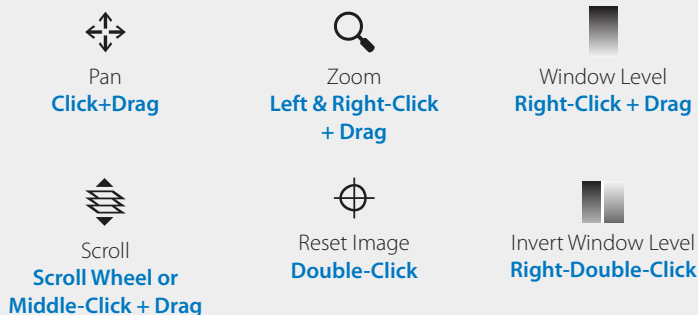 Pan
Click+Drag
Zoom
Left & Right-Click
+ Drag
Window Level
Right-Click + Drag
Scroll
Scroll Wheel or
Middle-Click + Drag
Reset Image
Double-Click
Invert Window Level
Right-Double-Click